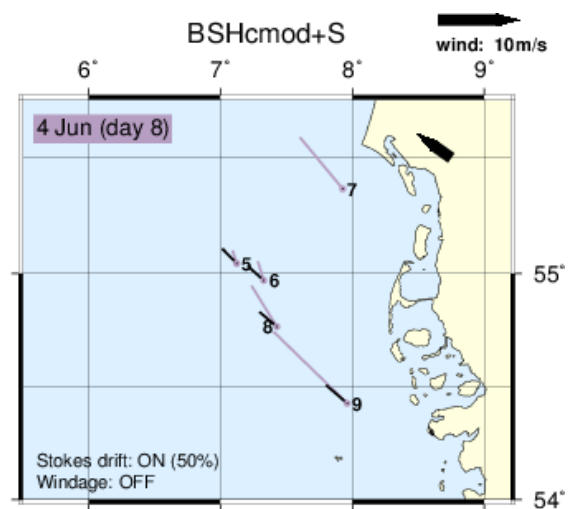 BSHcmod+S
wind: 10m/s
6° 7° 8° 9°
4 Jun (day 8)
7
5
6
55°
8
9
Stokes drift: ON (50%)
Windage: OFF
54°